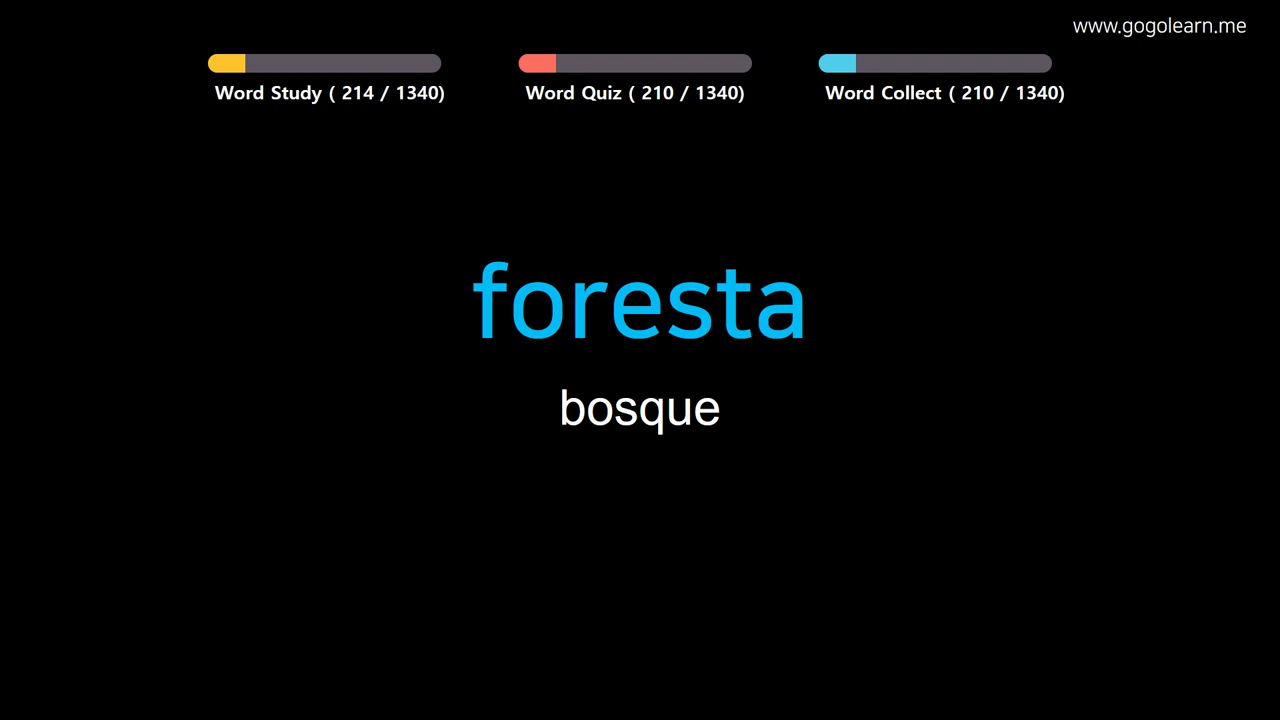 www.gogolearn.me
Word Study ( 214 / 1340)
Word Quiz ( 210 / 1340)
Word Collect ( 210 / 1340)
foresta
bosque